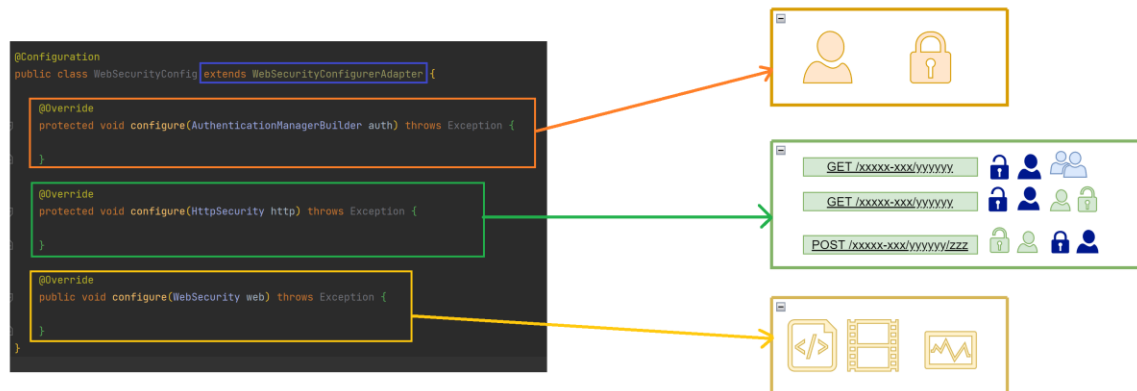 @Configuration
public class WebSecurityConfig extends WebSecurityConfigurerAdapter {
@Override
protected void configure(AuthenticationManagerBuilder auth) throws Exception {
}
@Override
protected void configure(HttpSecurity http) throws Exception {
}
@Override
public void configure(WebSecurity web) throws Exception {
}
}
GET /xxxxx-xxx/yyyyyy
GET /xxxxx-xxx/yyyyyy
POST /xxxxx-xxx/yyyyyy/zzz
</>